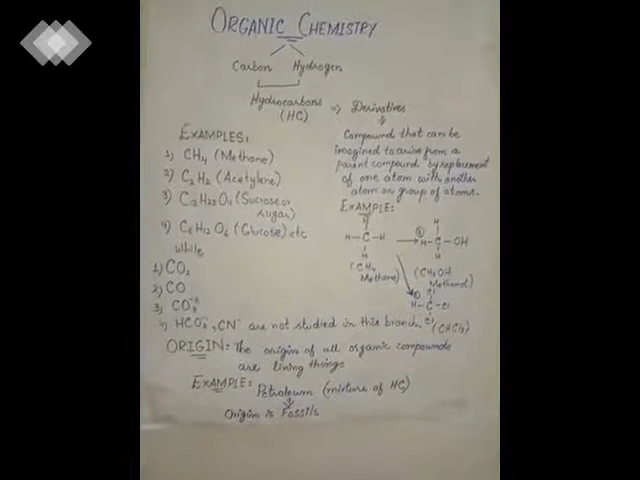 ORGANIC CHEMISTRY
Carbon Hydrogen
Hydrocarbons ⇒ Derivatives
(HC)
Compound that can be
imagined to arise from a
parent compound by replacement
of one atom with another
atom or group of atoms.
EXAMPLES:
1) CH4 (Methane)
2) C2H2 (Acetylene)
3) C12H22O11 (Sucrose or
sugar)
4) C6H12O6 (Glucose) etc
while
1) CO2
2) CO
3) CO3
4) HCO3-, CN- are not studied in this branch
EXAMPLE:
H H
H-C-H → H-C-OH
H H
(CH4 (CH3OH
Methane) Methanol)
Cl
H-C-Cl
Cl (CHCl3)
ORIGIN: The origin of all organic compounds
are living things
EXAMPLE: Petroleum (mixture of HC)
Origin is Fossils